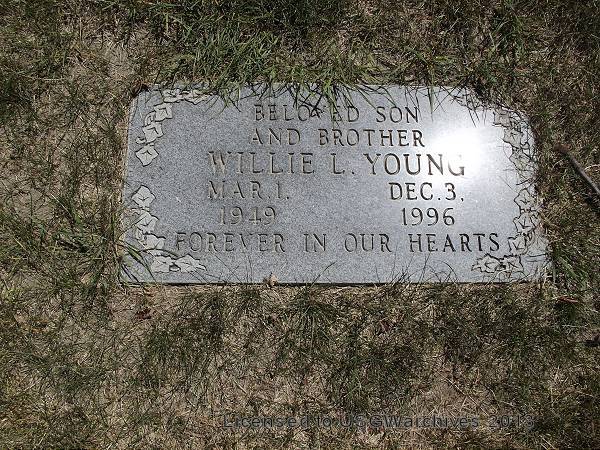 BELOVED SON
AND BROTHER
WILLIE L. YOUNG
MAR. 1. DEC. 3.
1949 1996
FOREVER IN OUR HEARTS
Licensed to USGWarchives 2013